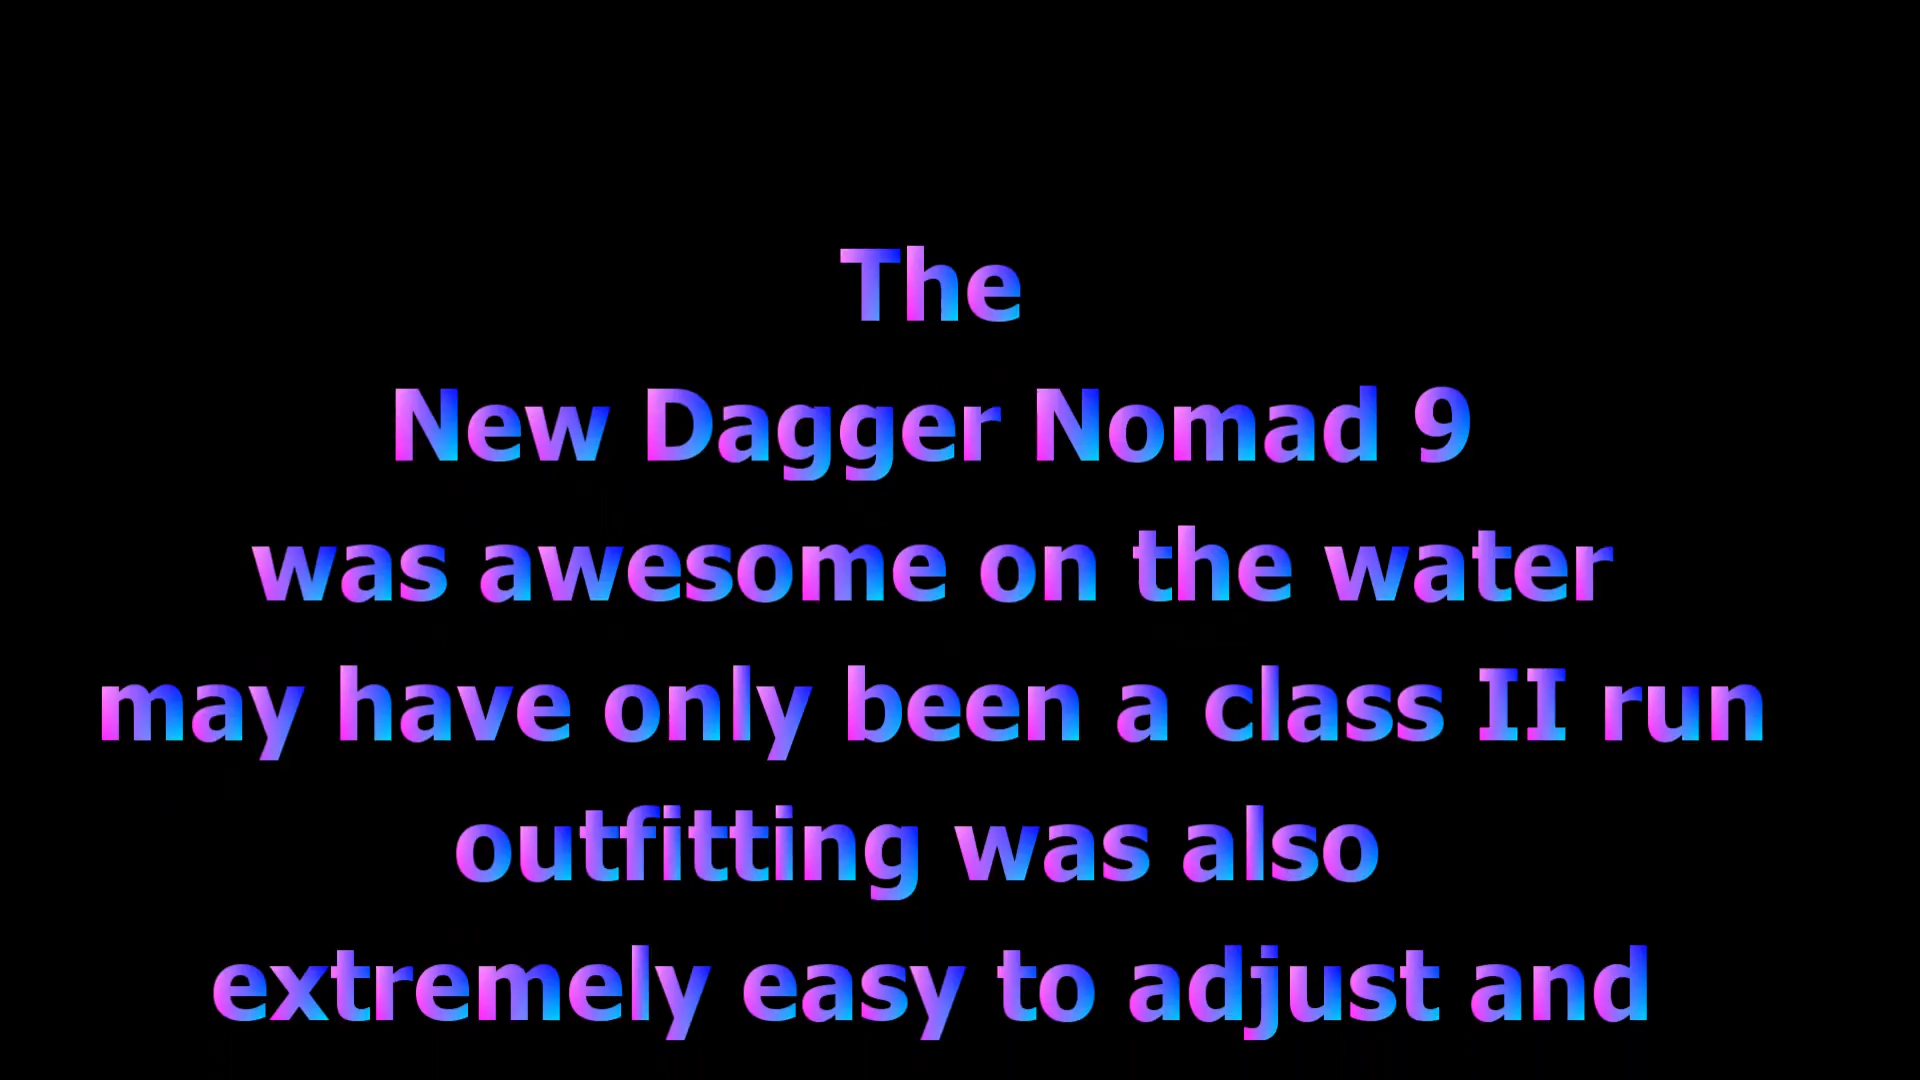 The
New Dagger Nomad 9
was awesome on the water
may have only been a class II run
outfitting was also
extremely easy to adjust and